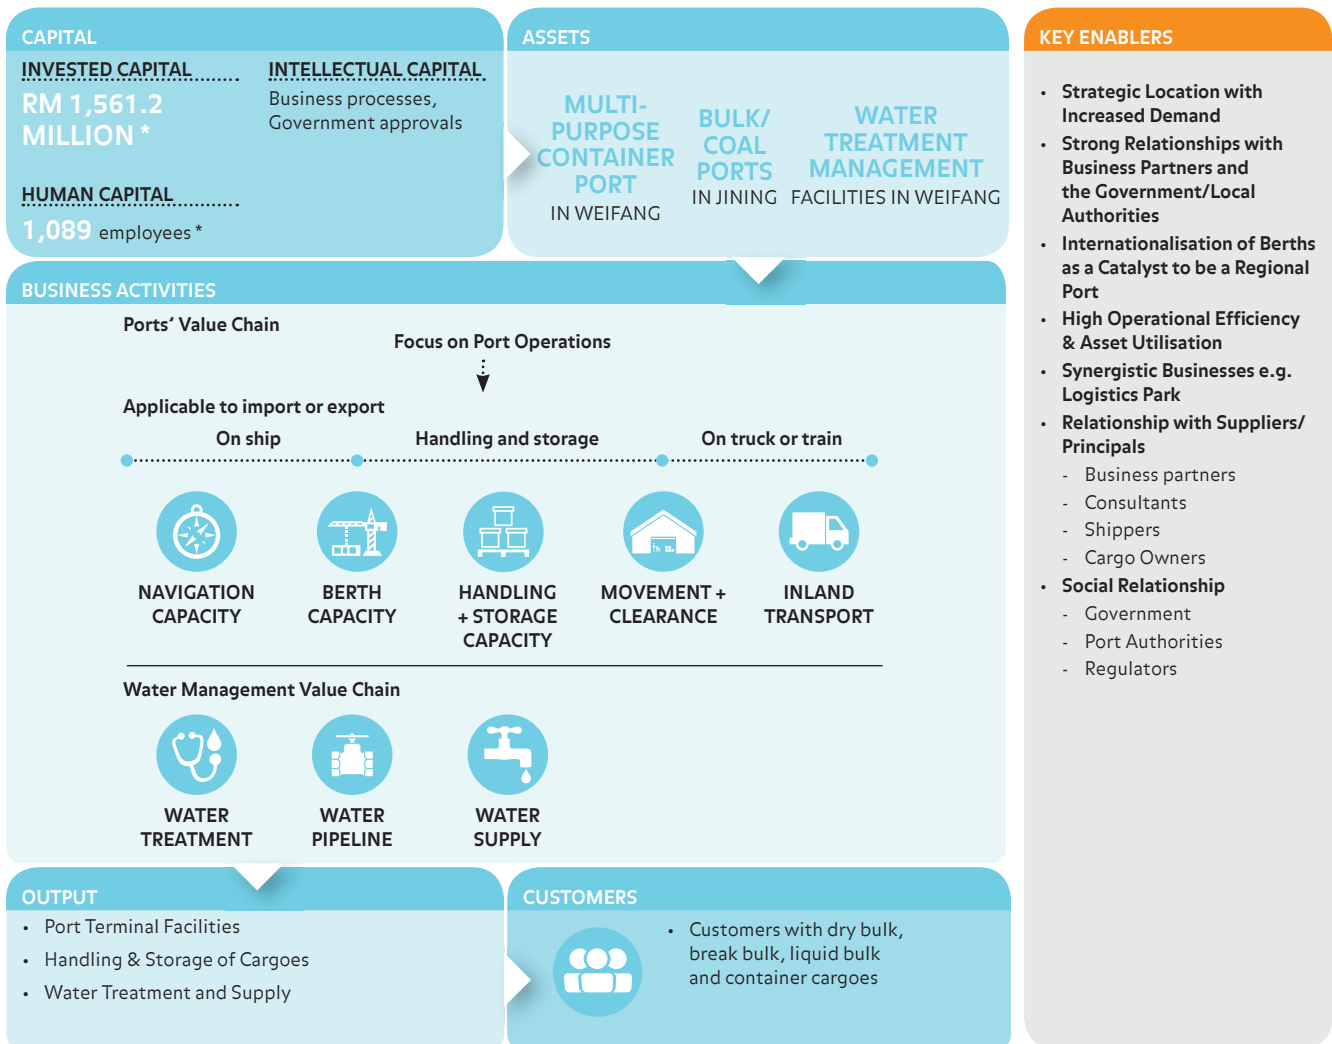 CAPITAL
INVESTED CAPITAL
RM 1,561.2
MILLION *
HUMAN CAPITAL
1,089 employees *
INTELLECTUAL CAPITAL
Business processes,
Government approvals
ASSETS
MULTI-
PURPOSE
CONTAINER
PORT
IN WEIFANG
BULK/
COAL
PORTS
IN JINING
WATER
TREATMENT
MANAGEMENT
FACILITIES IN WEIFANG
BUSINESS ACTIVITIES
Ports’ Value Chain
Focus on Port Operations
Applicable to import or export
On ship
Handling and storage
On truck or train
NAVIGATION
CAPACITY
BERTH
CAPACITY
HANDLING
+ STORAGE
CAPACITY
MOVEMENT +
CLEARANCE
INLAND
TRANSPORT
Water Management Value Chain
WATER
TREATMENT
WATER
PIPELINE
WATER
SUPPLY
OUTPUT
• Port Terminal Facilities
• Handling & Storage of Cargoes
• Water Treatment and Supply
CUSTOMERS
• Customers with dry bulk,
break bulk, liquid bulk
and container cargoes
KEY ENABLERS
• Strategic Location with
Increased Demand
• Strong Relationships with
Business Partners and
the Government/Local
Authorities
• Internationalisation of Berths
as a Catalyst to be a Regional
Port
• High Operational Efficiency
& Asset Utilisation
• Synergistic Businesses e.g.
Logistics Park
• Relationship with Suppliers/
Principals
- Business partners
- Consultants
- Shippers
- Cargo Owners
• Social Relationship
- Government
- Port Authorities
- Regulators